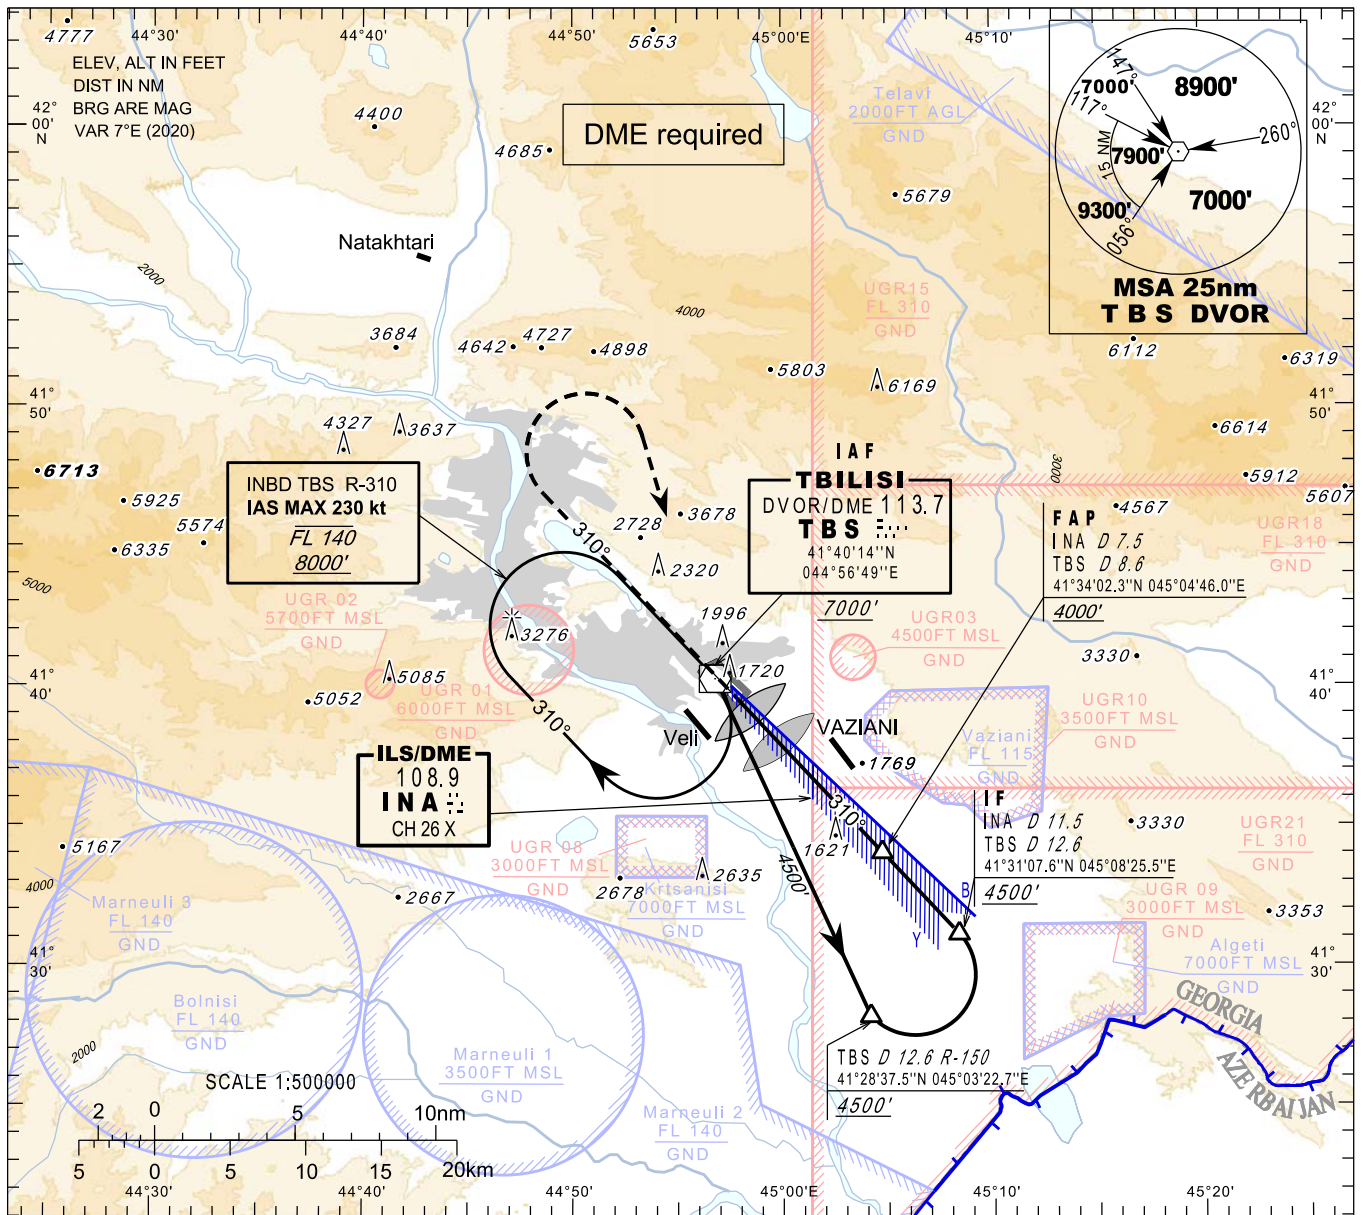 44°30'
44°40'
44°50'
45°00'E
45°10'
4777
5653
ELEV, ALT IN FEET
DIST IN NM
BRG ARE MAG
VAR 7°E (2020)
42°
00'
N
4400
4685
DME required
Telavi
2000FT AGL
GND
5679
147°
7000'
117°
8900'
260°
7900'
15 NM
7000'
9300'
056°
MSA 25nm
TBS DVOR
42°
00'
N
Natakhtari
2000
4000
UGR15
FL 310
GND
3684
4642
4727
4898
5803
6169
6112
6319
41°
50'
41°
50'
4327
3637
6614
6713
5925
5574
6335
5912
5607
3000
INBD TBS R-310
IAS MAX 230 kt
FL 140
8000'
IAF
TBILISI
DVOR/DME 113.7
TBS
41°40'14"N
044°56'49"E
7000'
310°
3678
2728
2320
4567
UGR18
FL 310
GND
FAP
INA D 7.5
TBS D 8.6
41°34'02.3"N 045°04'46.0"E
4000'
5000
UGR 02
5700FT MSL
GND
3276
1996
1720
UGR03
4500FT MSL
GND
3330
41°
40'
41°
40'
5085
5052
UGR 01
6000FT MSL
GND
310°
Veli
VAZIANI
1769
Vaziani
FL 115
GND
UGR10
3500FT MSL
GND
ILS/DME
108.9
INA
CH 26 X
310°
1621
IF
INA D 11.5
TBS D 12.6
41°31'07.6"N 045°08'25.5"E
4500'
3330
UGR21
FL 310
GND
5167
4000
UGR 08
3000FT MSL
GND
2678
2635
Krtsanisi
7000FT MSL
GND
4500'
B
Y
UGR 09
3000FT MSL
GND
3353
Marneuli 3
FL 140
GND
2667
41°
30'
41°
30'
Algeti
7000FT MSL
GND
Bolnisi
FL 140
GND
GEORGIA
AZERBAIJAN
2000
Marneuli 1
3500FT MSL
GND
TBS D 12.6 R-150
41°28'37.5"N 045°03'22.7"E
4500'
SCALE 1:500000
Marneuli 2
FL 140
GND
2 0 5 10nm
5 0 5 10 15 20km
44°30'
44°40'
44°50'
45°00'E
45°10'
45°20'